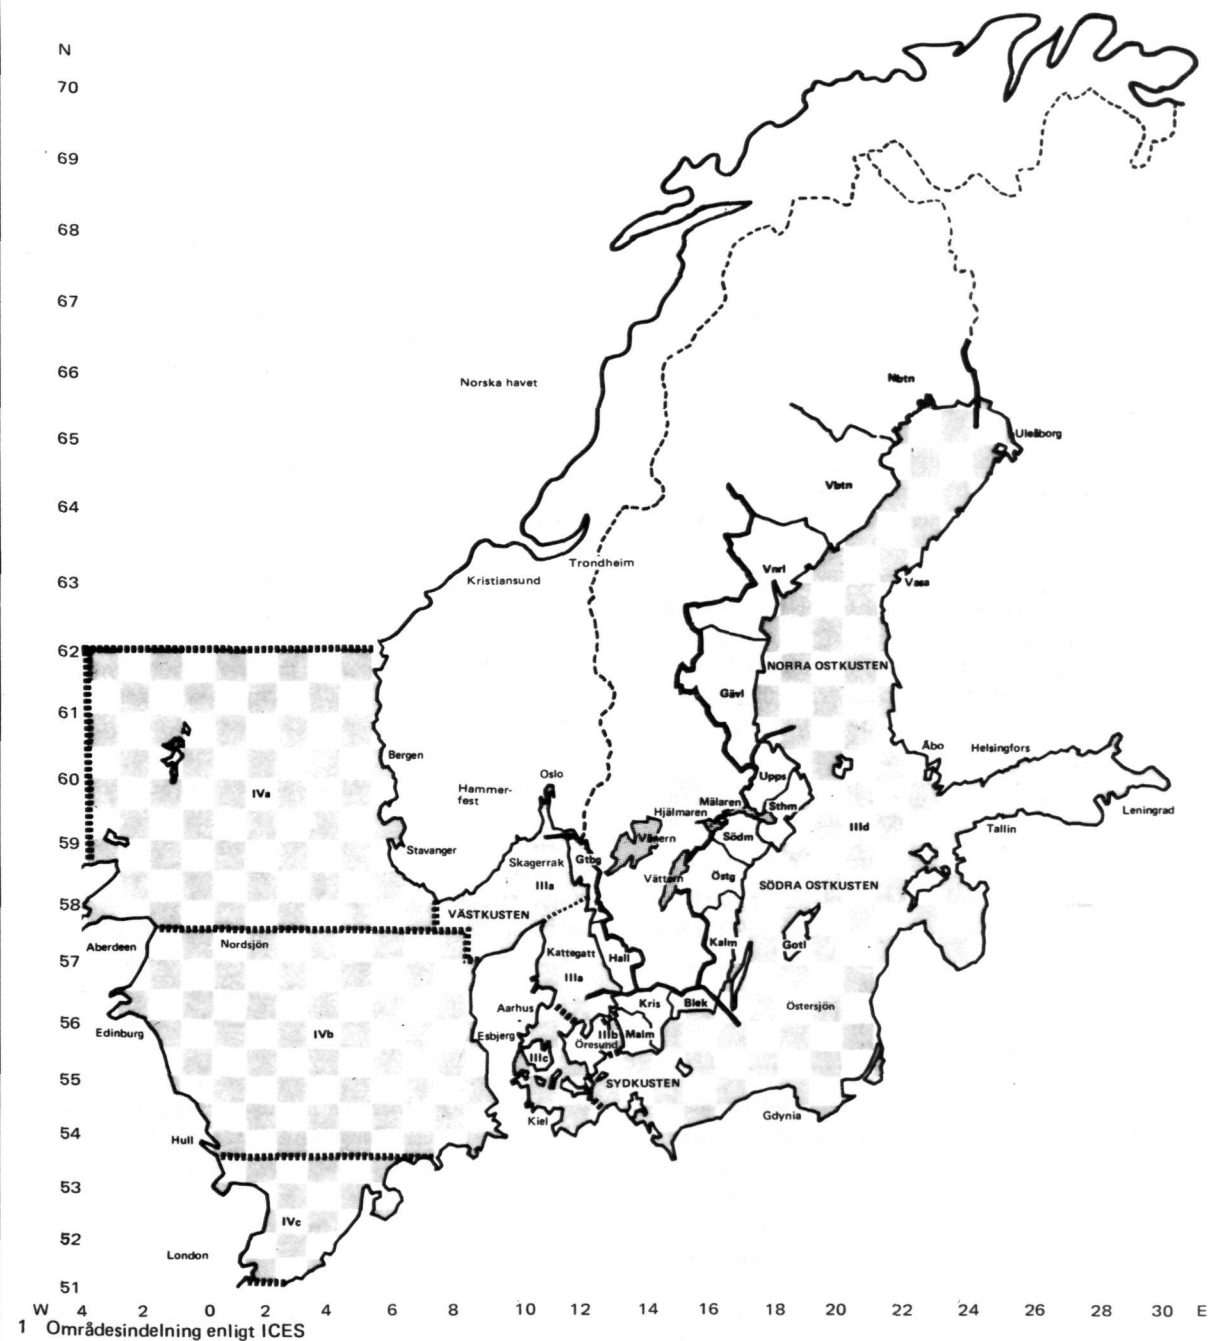 N
70
69
68
67
66
Norska havet
Nbtn
65
Uleåborg
Vbtn
64
Trondheim
Vnrl
63
Kristiansund
Vasa
62
NORRA OSTKUSTEN
Gävl
61
Bergen
Åbo
Helsingfors
60
Oslo
Upps
IVa
Hammer-
fest
Mälaren
Sthm
Hjälmaren
Leningrad
IIId
Tallin
59
Stavanger
Vänern
Södm
Skagerrak
Gtbg
Vättern
Östg
IIIa
SÖDRA OSTKUSTEN
58
VÄSTKUSTEN
Aberdeen
Nordsjön
Kattegatt
Hall
Kalm
Gotl
57
IIIa
Aarhus
Kris
Blek
Östersjön
56
Edinburg
IVb
Esbjerg
IIIb
Malm
Öresund
IIIc
55
SYDKUSTEN
Kiel
Gdynia
54
Hull
53
IVc
52
London
51
W 4 2 0 2 4 6 8 10 12 14 16 18 20 22 24 26 28 30 E
1 Områdesindelning enligt ICES